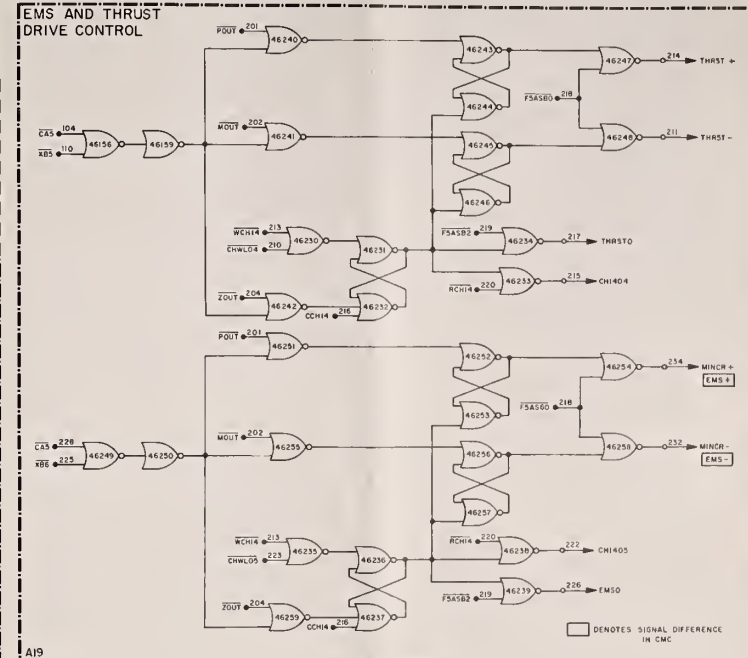 EMS AND THRUST
DRIVE CONTROL
POUT 201
46240
46243
46247
214 THRST +
46244
F5ASB0 218
CA5 104
XB5 110
46156
46159
MOUT 202
46241
46245
46248
211 THRST -
46246
WCH14 213
CHWL04 210
46230
46231
F5ASB2 219
46234
217 THRST0
RCH14 220
46233
215 CH1404
ZOUT 204
46242
CCH14 216
46232
POUT 201
46251
46252
46254
234 MINCR+
EMS+
46253
F5ASG0 218
CA5 228
XB6 225
46249
46250
MOUT 202
46255
46256
46258
232 MINCR-
EMS-
46257
WCH14 213
CHWL05 223
46235
46236
RCH14 220
46238
222 CH1405
ZOUT 204
46259
CCH14 216
46237
F5ASB2 219
46239
226 EMS0
DENOTES SIGNAL DIFFERENCE
IN CMC
A19